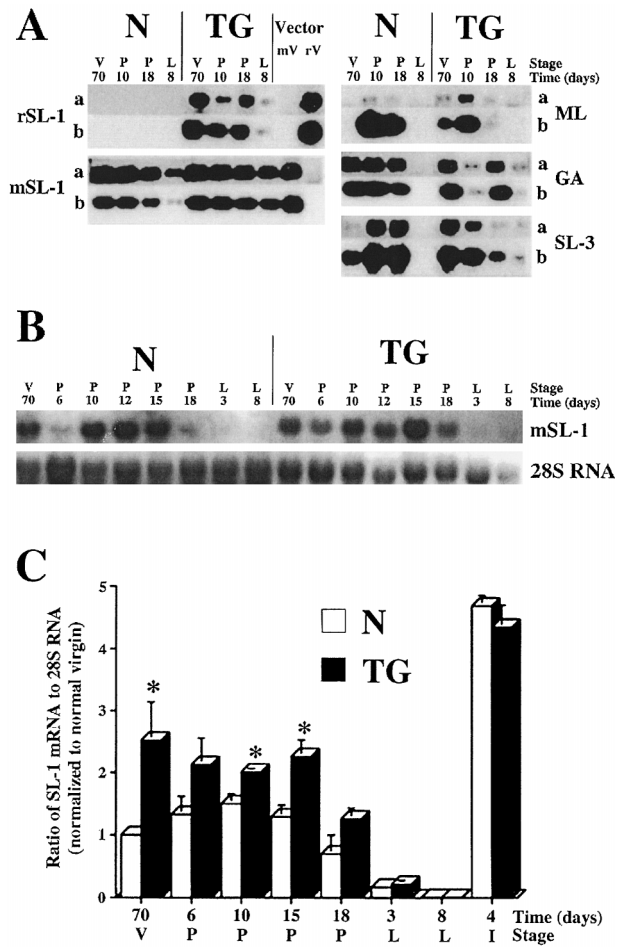 A
N TG Vector
mV rV
V P P L V P P L
70 10 18 8 70 10 18 8
rSL-1 a
b
mSL-1 a
b
N TG
V P P L V P P L Stage
70 10 18 8 70 10 18 8 Time (days)
a ML
b
a GA
b
a SL-3
b
B
N TG
V P P P P P L L V P P P P P L L Stage
70 6 10 12 15 18 3 8 70 6 10 12 15 18 3 8 Time (days)
mSL-1
28S RNA
C
Ratio of SL-1 mRNA to 28S RNA
(normalized to normal virgin)
5
4
3
2
1
0
N
TG
* * *
70 6 10 15 18 3 8 4 Time (days)
V P P P P L L I Stage